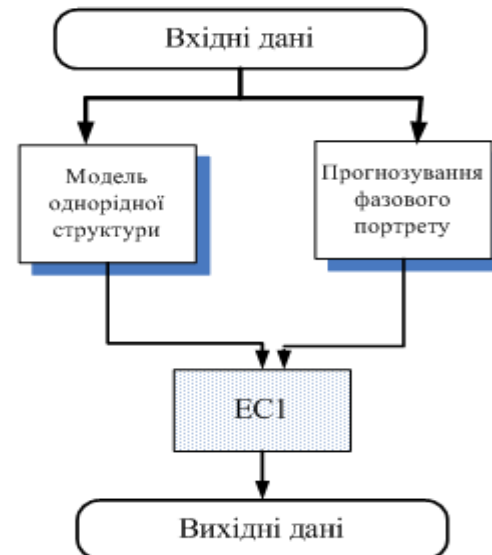 Вхідні дані
Модель
однорідної
структури
Прогнозування
фазового
портрету
ЕС1
Вихідні дані